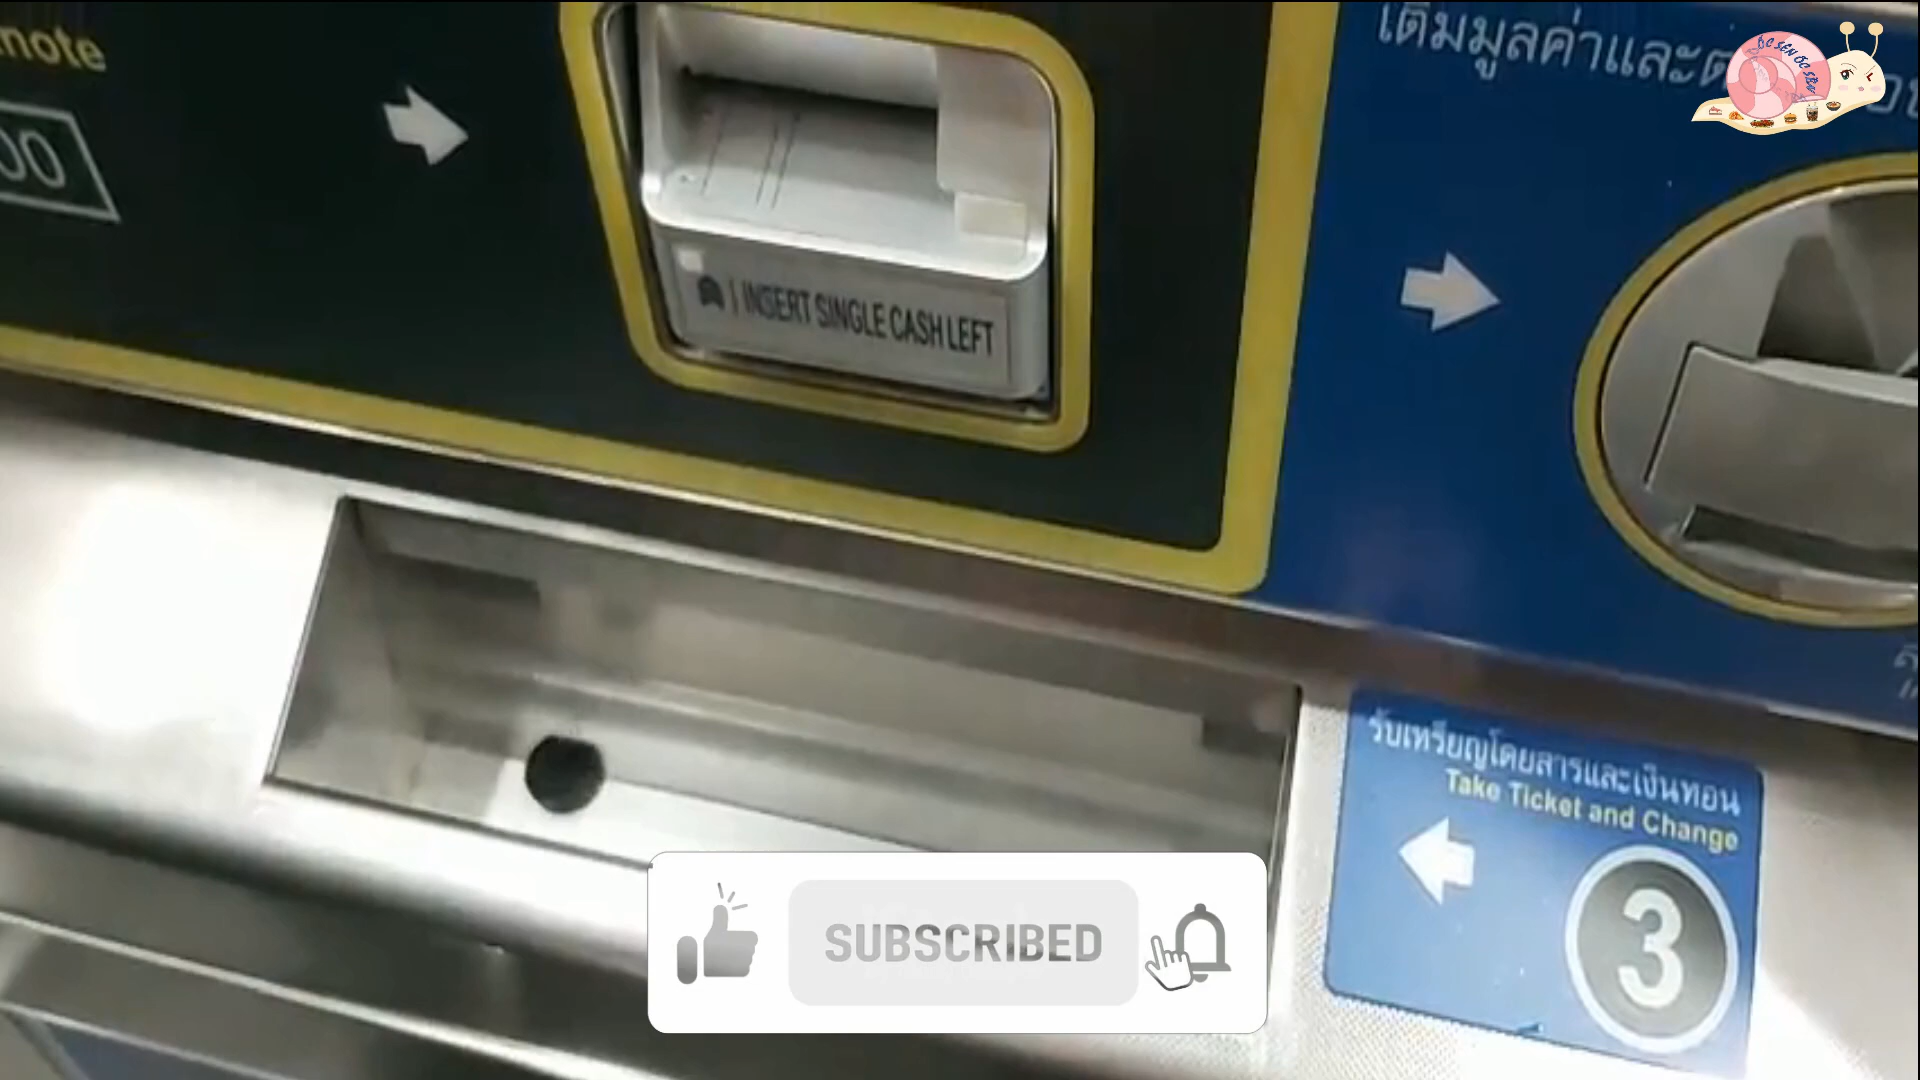 note
00
INSERT SINGLE CASH LEFT
เติมมูลค่าและ
รับเหรียญโดยสารและเงินทอน
Take Ticket and Change
3
SUBSCRIBED